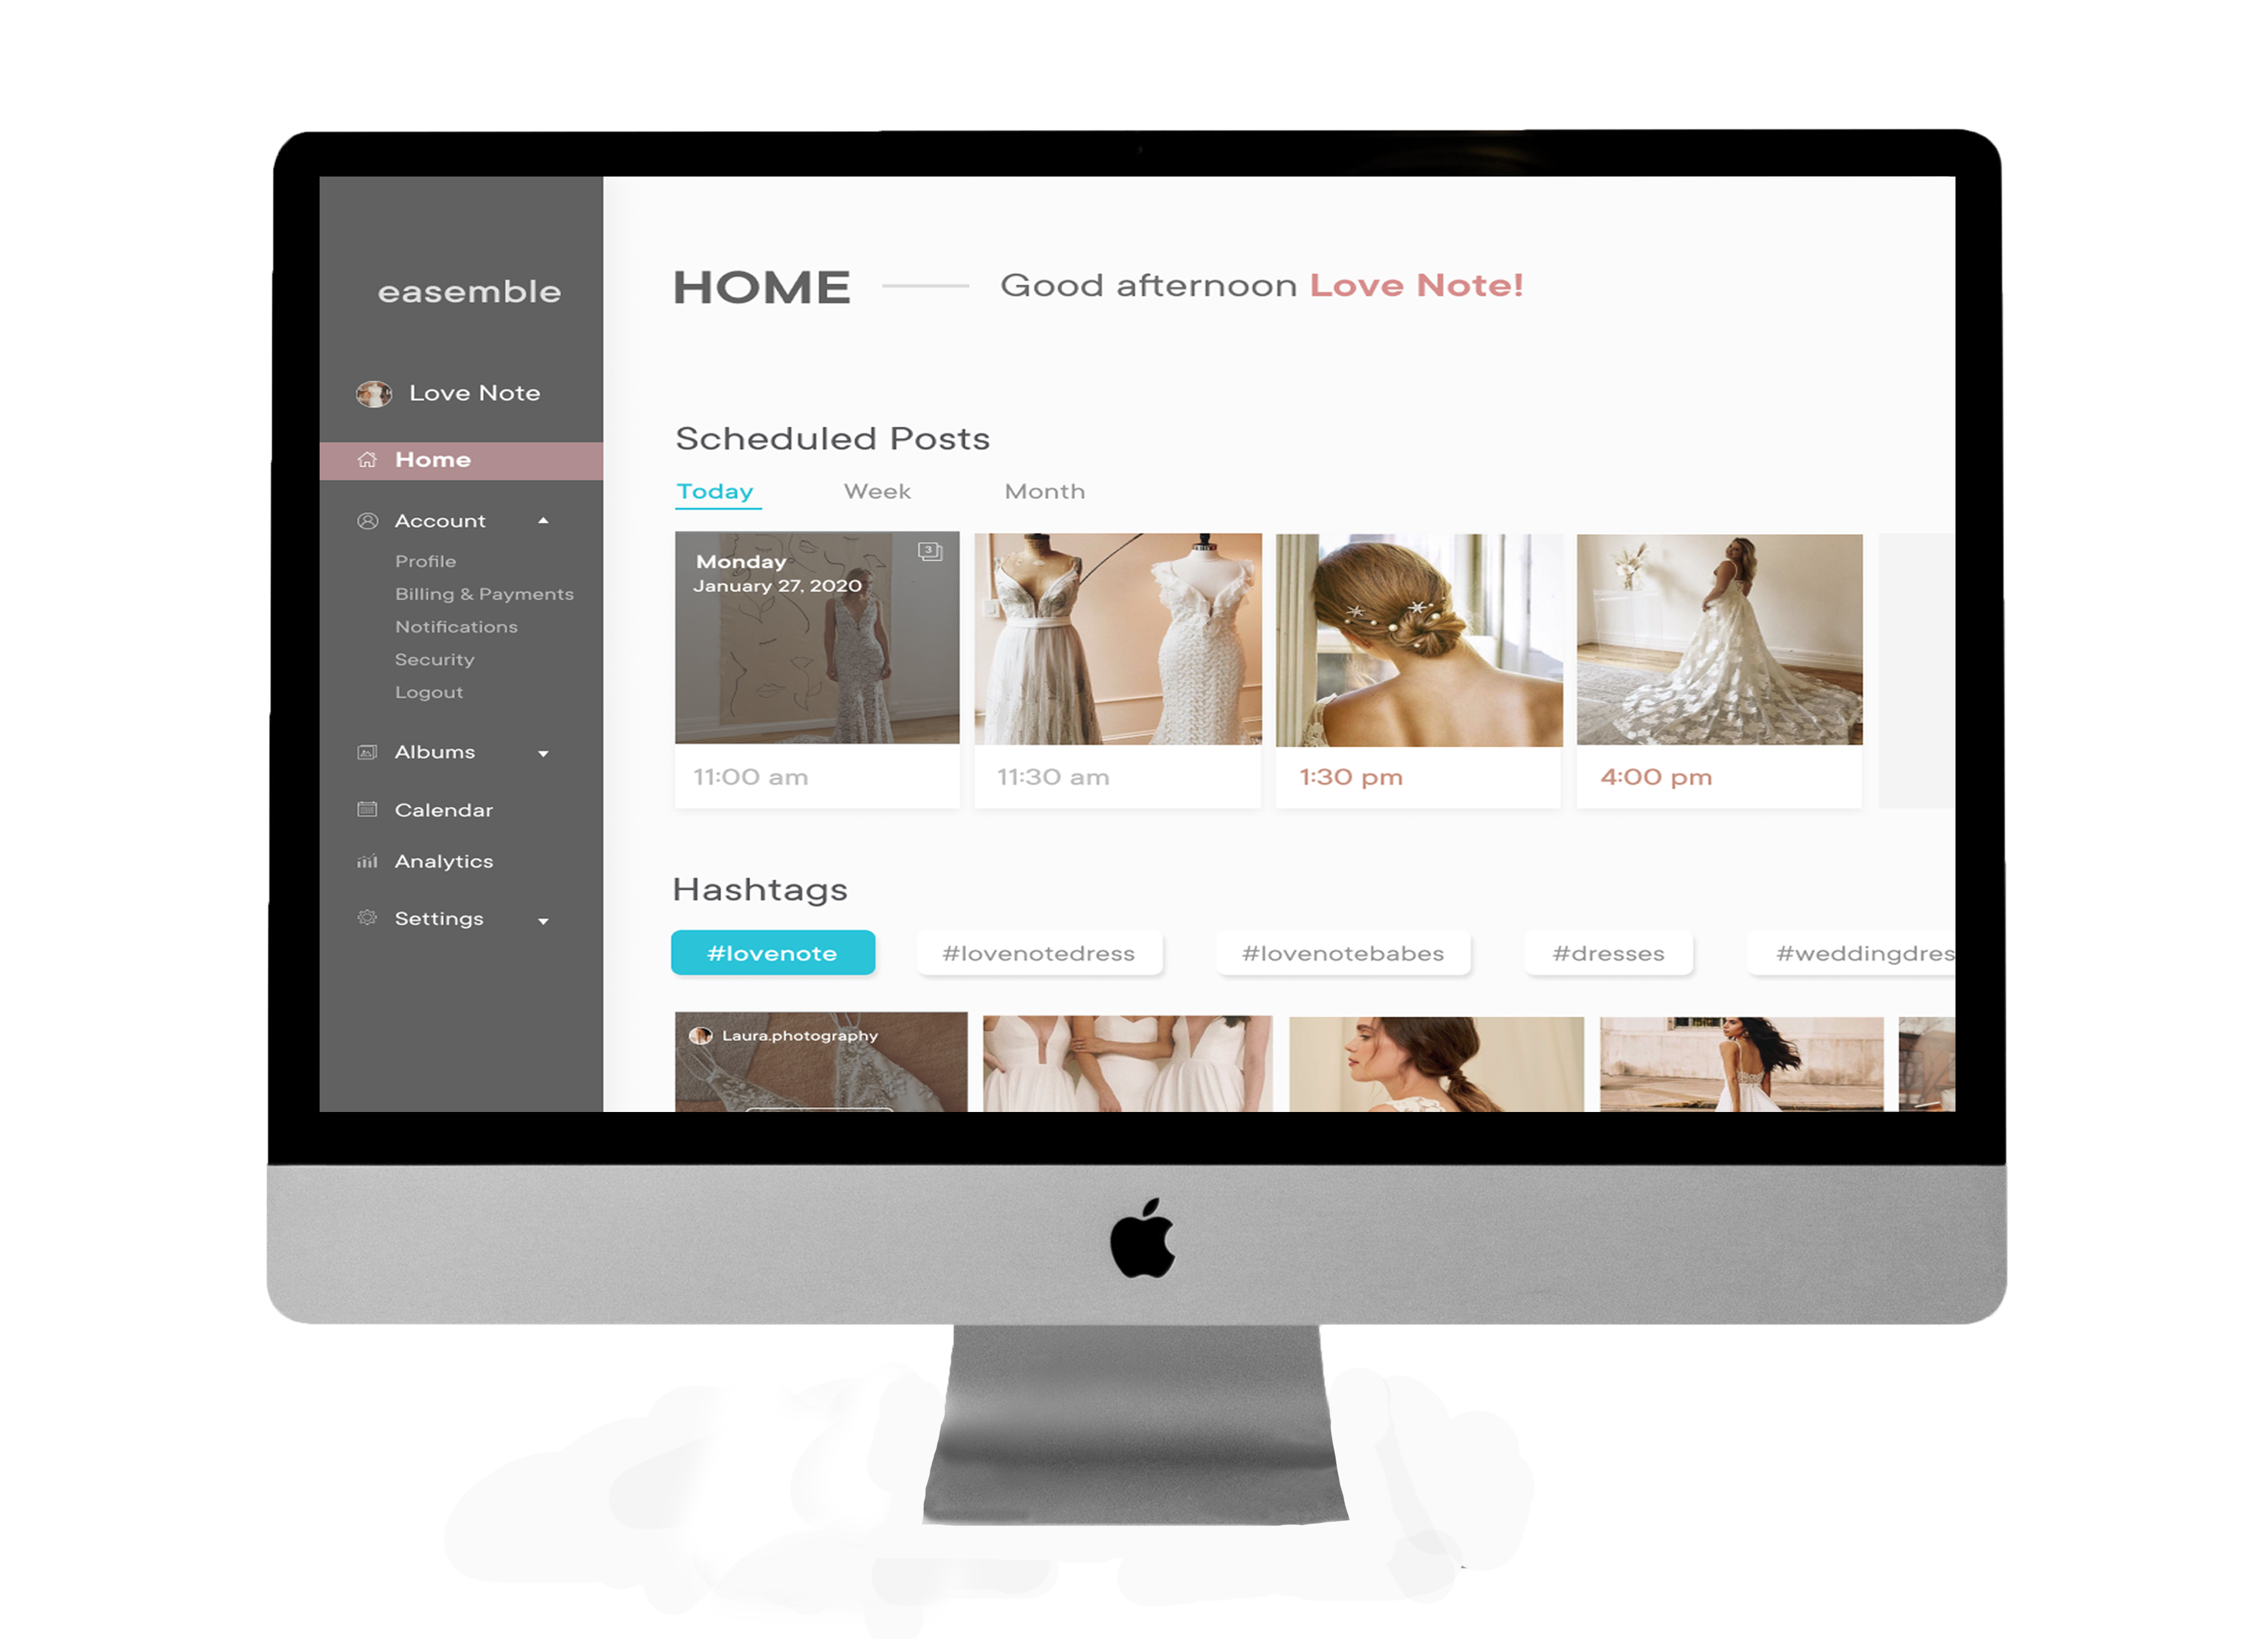 easemble
Love Note
Home
Account
Profile
Billing & Payments
Notifications
Security
Logout
Albums
Calendar
Analytics
Settings
HOME
Good afternoon Love Note!
Scheduled Posts
Today Week Month
Monday
January 27, 2020
3
11:00 am
11:30 am
1:30 pm
4:00 pm
Hashtags
#lovenote #lovenotedress #lovenotebabes #dresses #weddingdres
Laura.photography